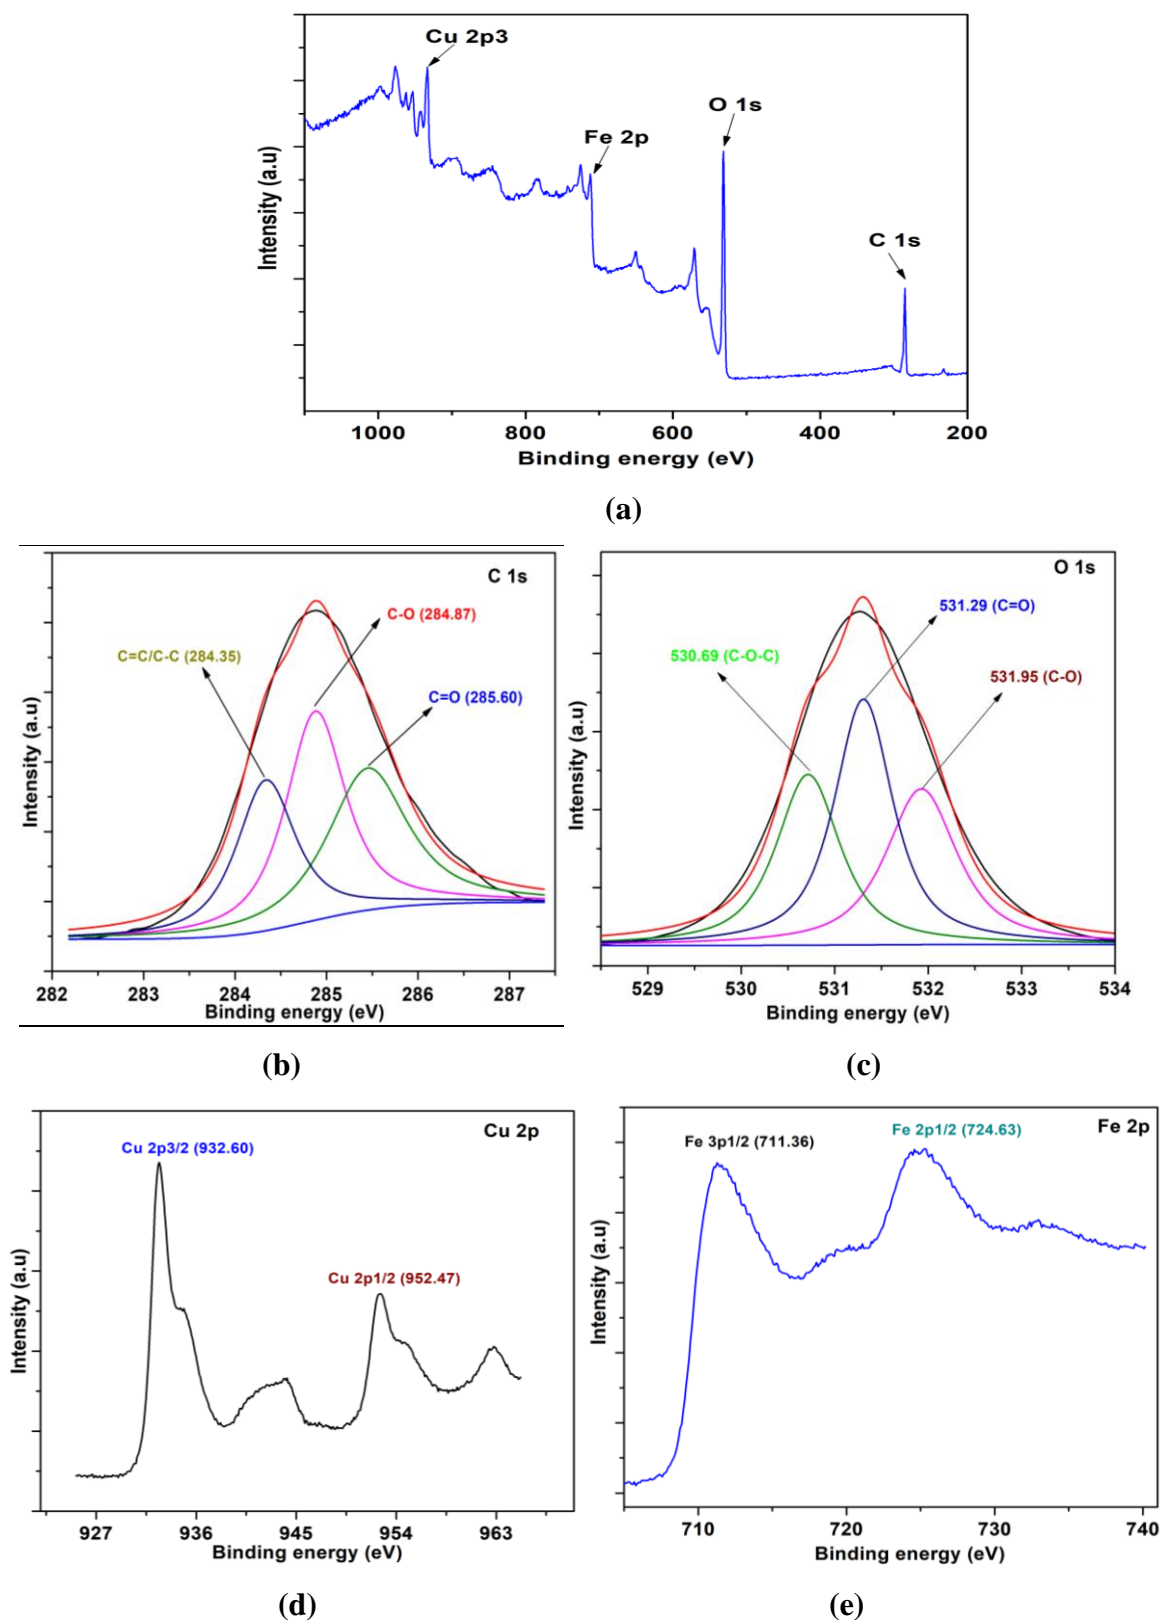 Cu 2p3
O 1s
Fe 2p
C 1s
Intensity (a.u)
1000 800 600 400 200
Binding energy (eV)
(a)
C 1s
C-O (284.87)
C=C/C-C (284.35)
C=O (285.60)
Intensity (a.u)
282 283 284 285 286 287
Binding energy (eV)
(b)
O 1s
531.29 (C=O)
530.69 (C-O-C)
531.95 (C-O)
Intensity (a.u)
529 530 531 532 533 534
Binding energy (eV)
(c)
Cu 2p
Cu 2p3/2 (932.60)
Cu 2p1/2 (952.47)
Intensity (a.u)
927 936 945 954 963
Binding energy (eV)
(d)
Fe 2p
Fe 2p1/2 (724.63)
Fe 3p1/2 (711.36)
Intensity (a.u)
710 720 730 740
Binding energy (eV)
(e)